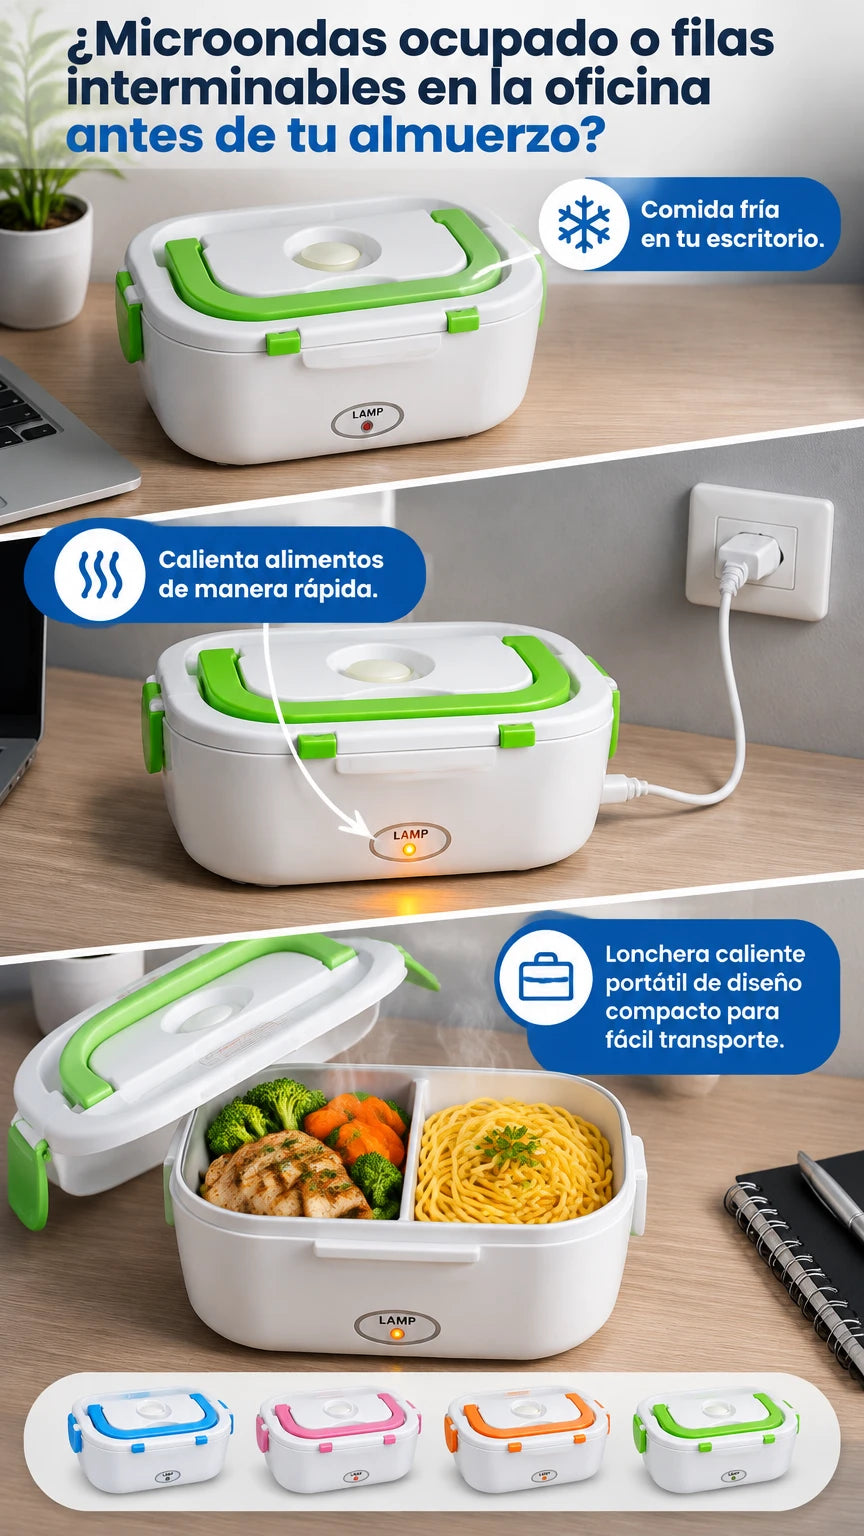 ¿Microondas ocupado o filas
interminables en la oficina
antes de tu almuerzo?
Comida fría
en tu escritorio.
LAMP
Calienta alimentos
de manera rápida.
LAMP
Lonchera caliente
portátil de diseño
compacto para
fácil transporte.
LAMP